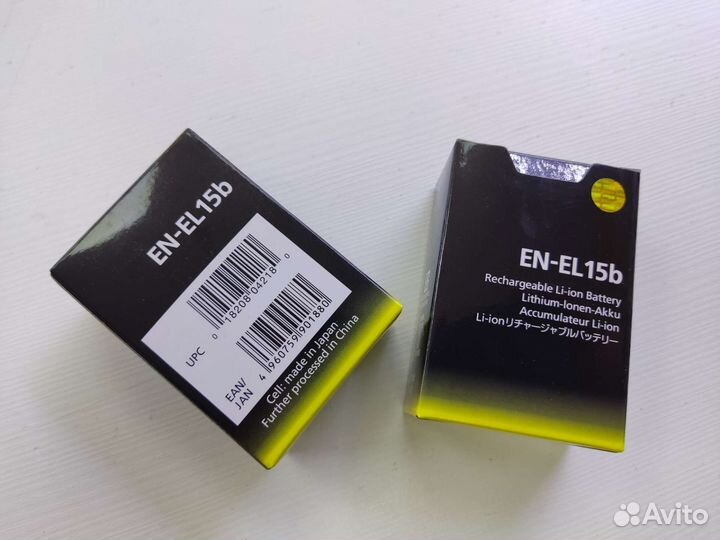 EN-EL15b
UPC
0 18208 04218 0
EAN/
JAN
4 960759 901880
Cell: made in Japan
Further processed in China
EN-EL15b
Rechargeable Li-ion Battery
Lithium-Ionen-Akku
Accumulateur Li-ion
Li-ionリチャージャブルバッテリー
Avito